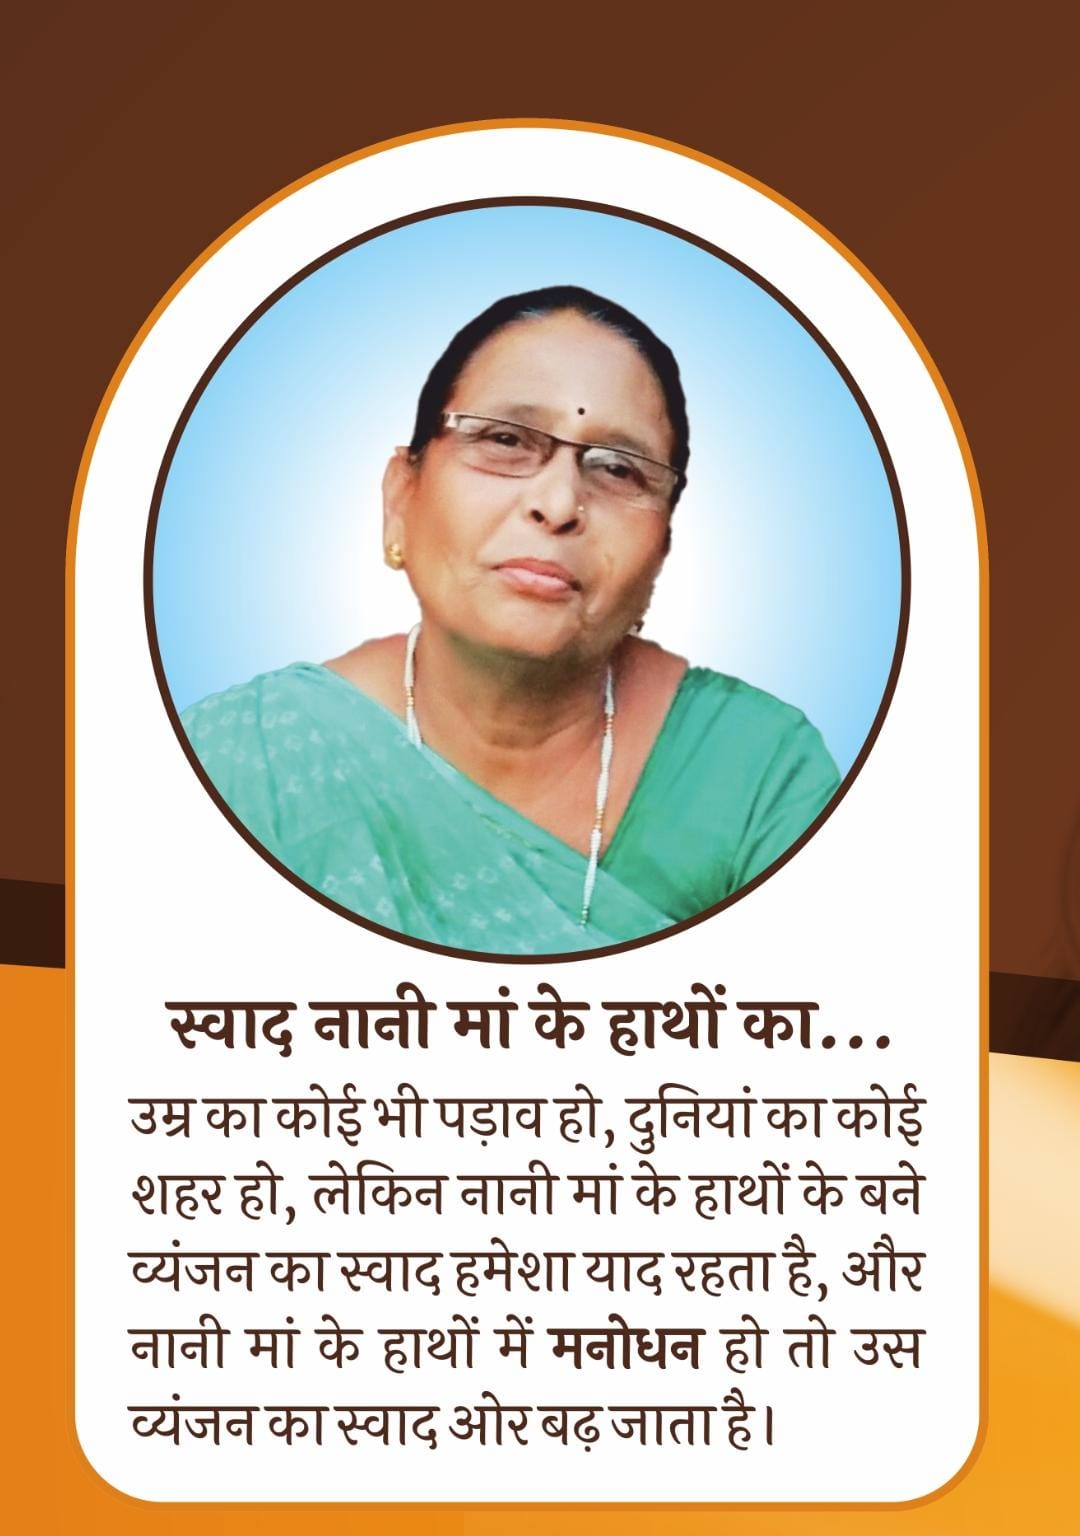 स्वाद नानी मां के हाथों का...
उम्र का कोई भी पड़ाव हो, दुनियां का कोई
शहर हो, लेकिन नानी मां के हाथों के बने
व्यंजन का स्वाद हमेशा याद रहता है, और
नानी मां के हाथों में मनोधन हो तो उस
व्यंजन का स्वाद ओर बढ़ जाता है।